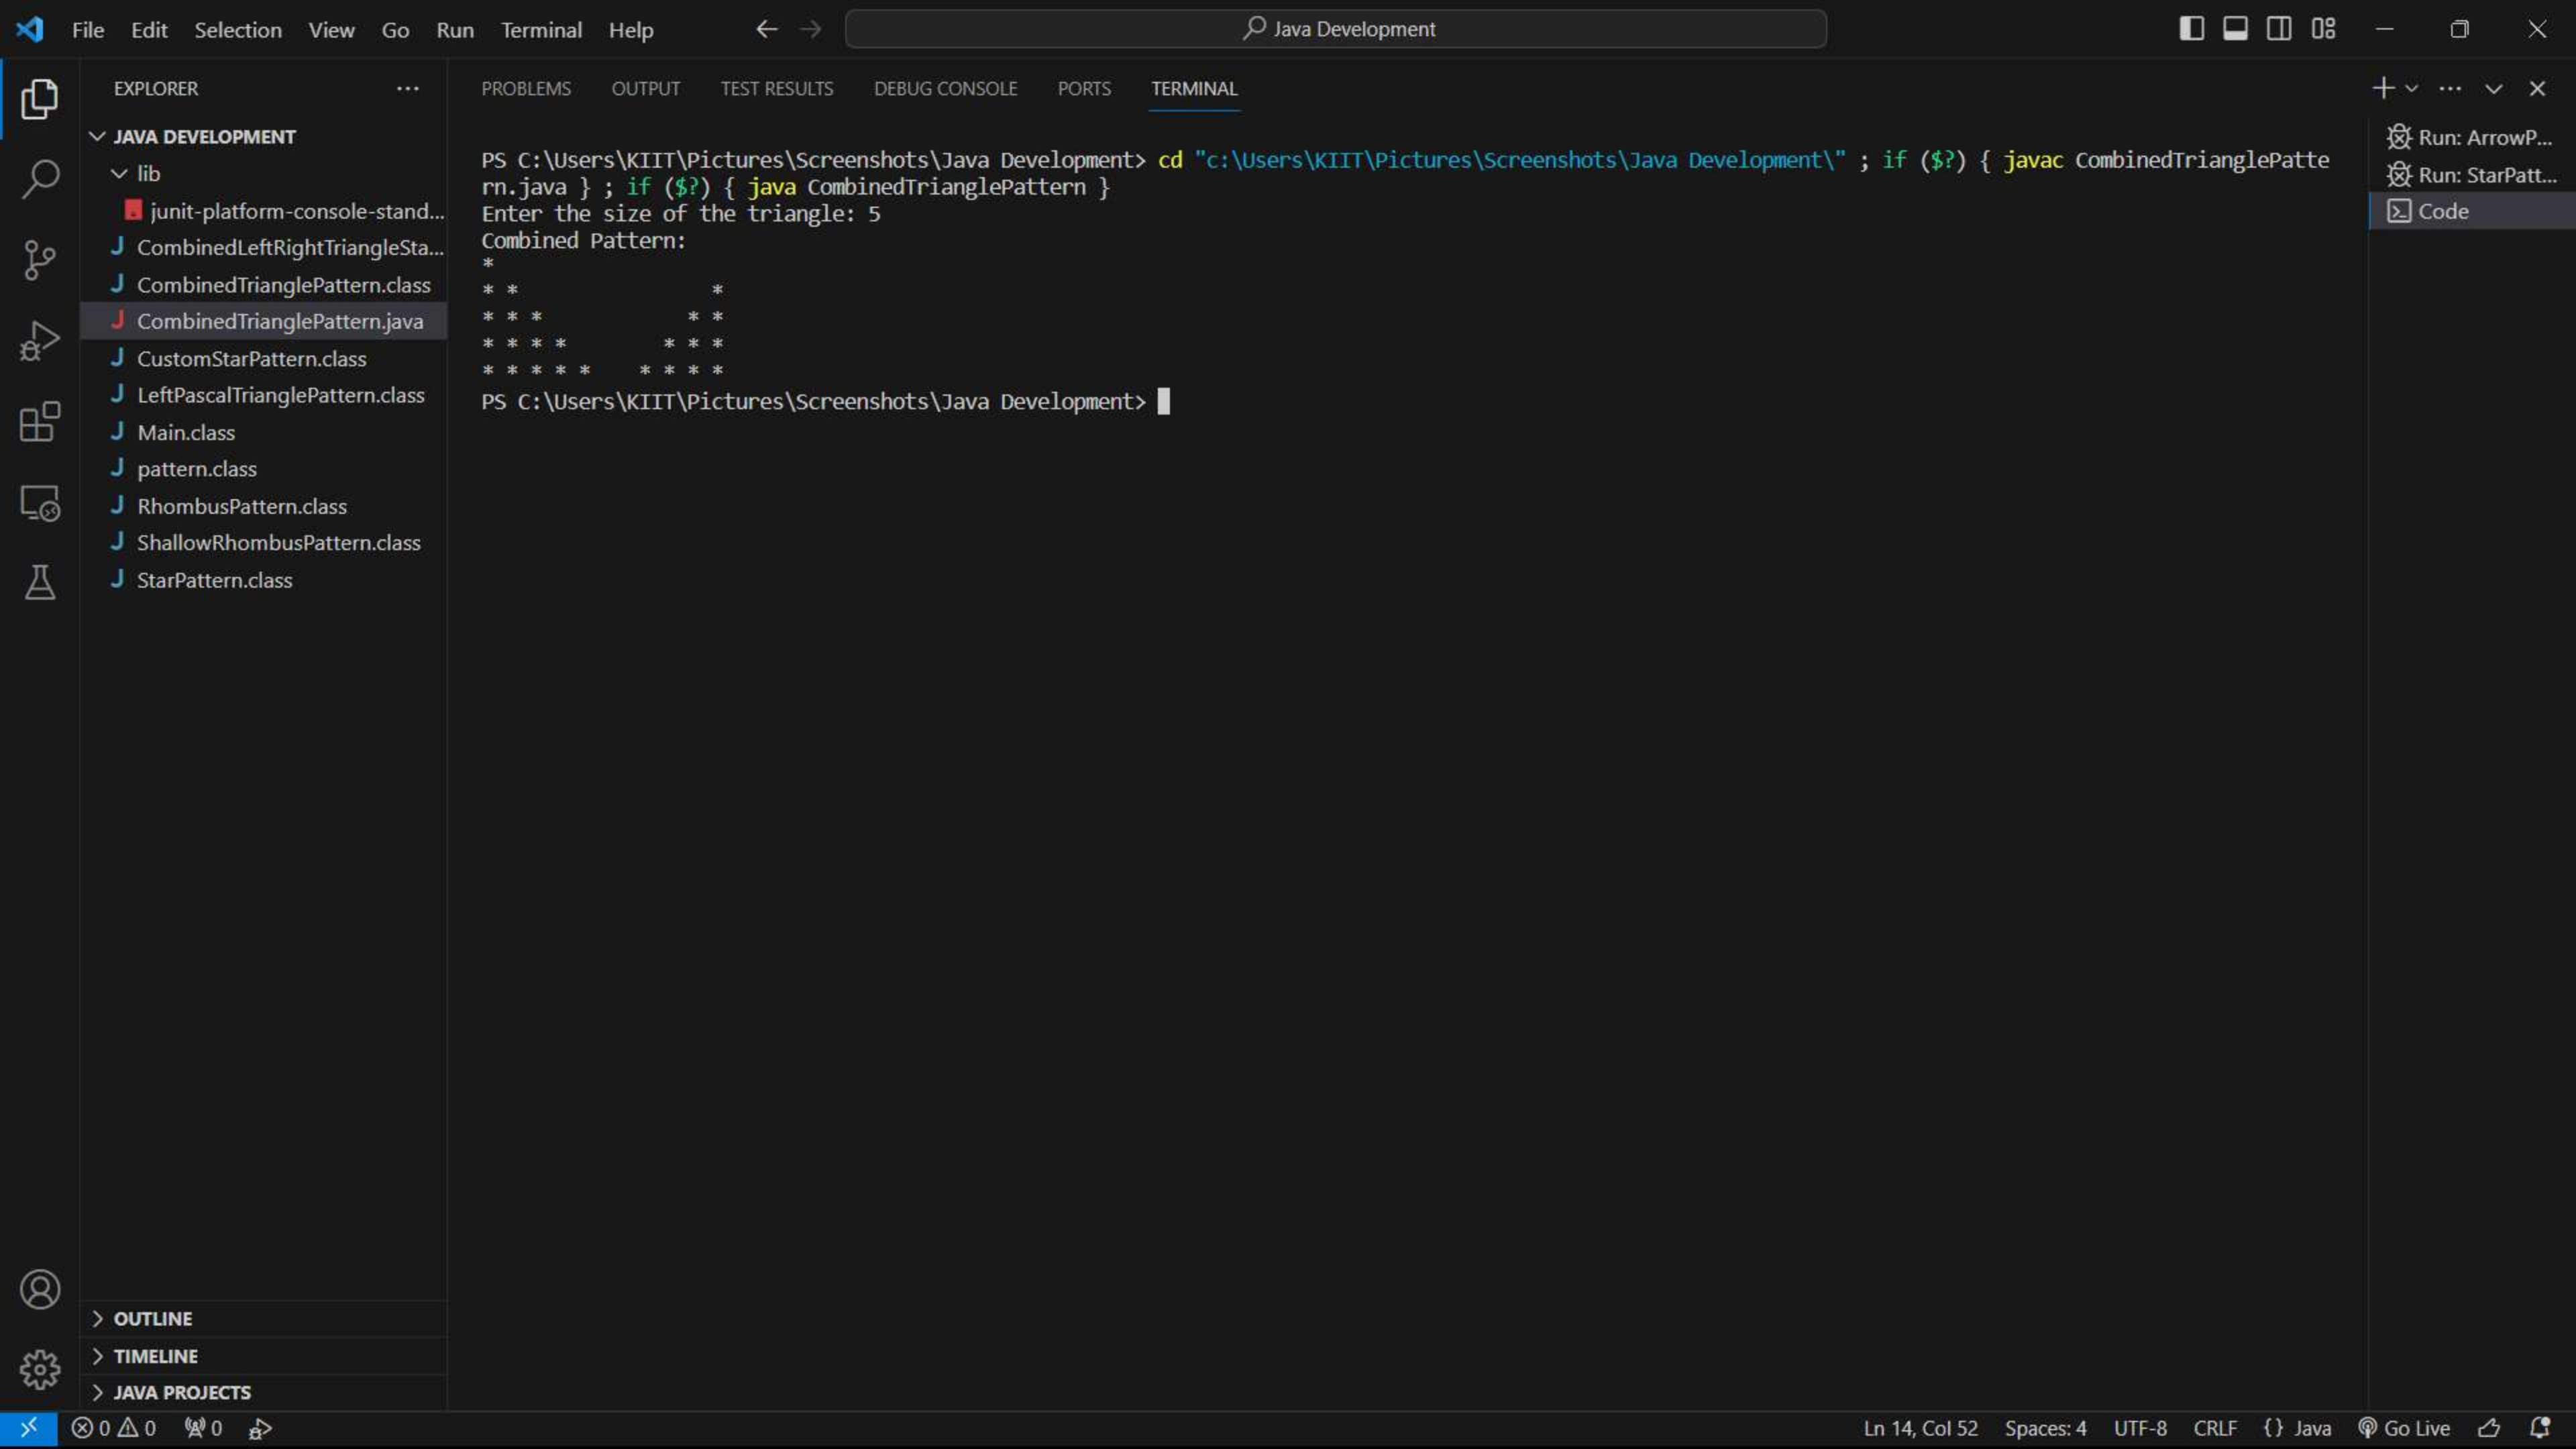 File Edit Selection View Go Run Terminal Help
Java Development
EXPLORER
PROBLEMS OUTPUT TEST RESULTS DEBUG CONSOLE PORTS TERMINAL
JAVA DEVELOPMENT
lib
junit-platform-console-stand...
CombinedLeftRightTriangleSta...
CombinedTrianglePattern.class
CombinedTrianglePattern.java
CustomStarPattern.class
LeftPascalTrianglePattern.class
Main.class
pattern.class
RhombusPattern.class
ShallowRhombusPattern.class
StarPattern.class
PS C:\Users\KIIT\Pictures\Screenshots\Java Development> cd "c:\Users\KIIT\Pictures\Screenshots\Java Development\" ; if ($?) { javac CombinedTrianglePatte
rn.java } ; if ($?) { java CombinedTrianglePattern }
Enter the size of the triangle: 5
Combined Pattern:
*
* *                *
* * *            * *
* * * *        * * *
* * * * *    * * * *
PS C:\Users\KIIT\Pictures\Screenshots\Java Development>
Run: ArrowP...
Run: StarPatt...
Code
OUTLINE
TIMELINE
JAVA PROJECTS
0 0 0
Ln 14, Col 52 Spaces: 4 UTF-8 CRLF {} Java Go Live